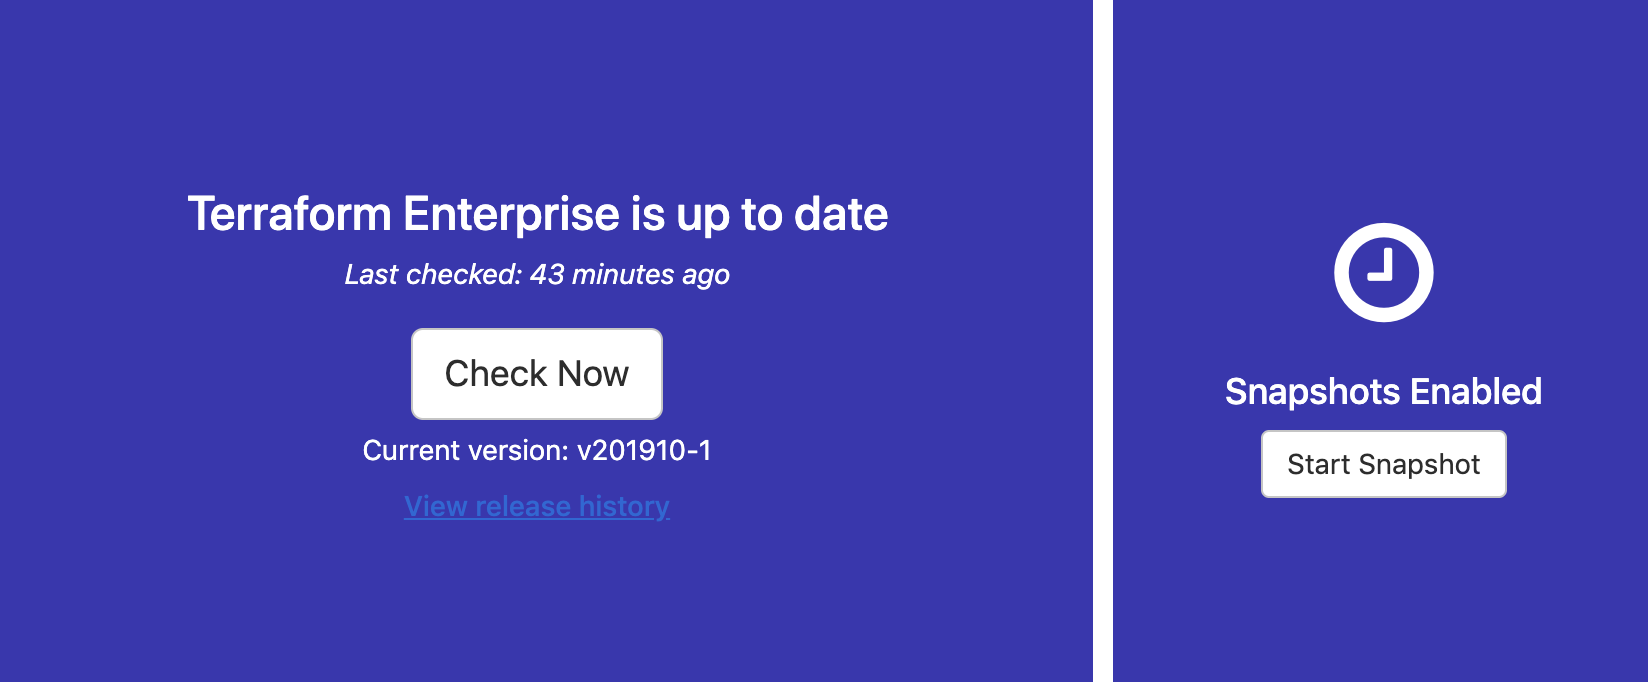 Terraform Enterprise is up to date
Last checked: 43 minutes ago
Check Now
Current version: v201910-1
View release history
Snapshots Enabled
Start Snapshot